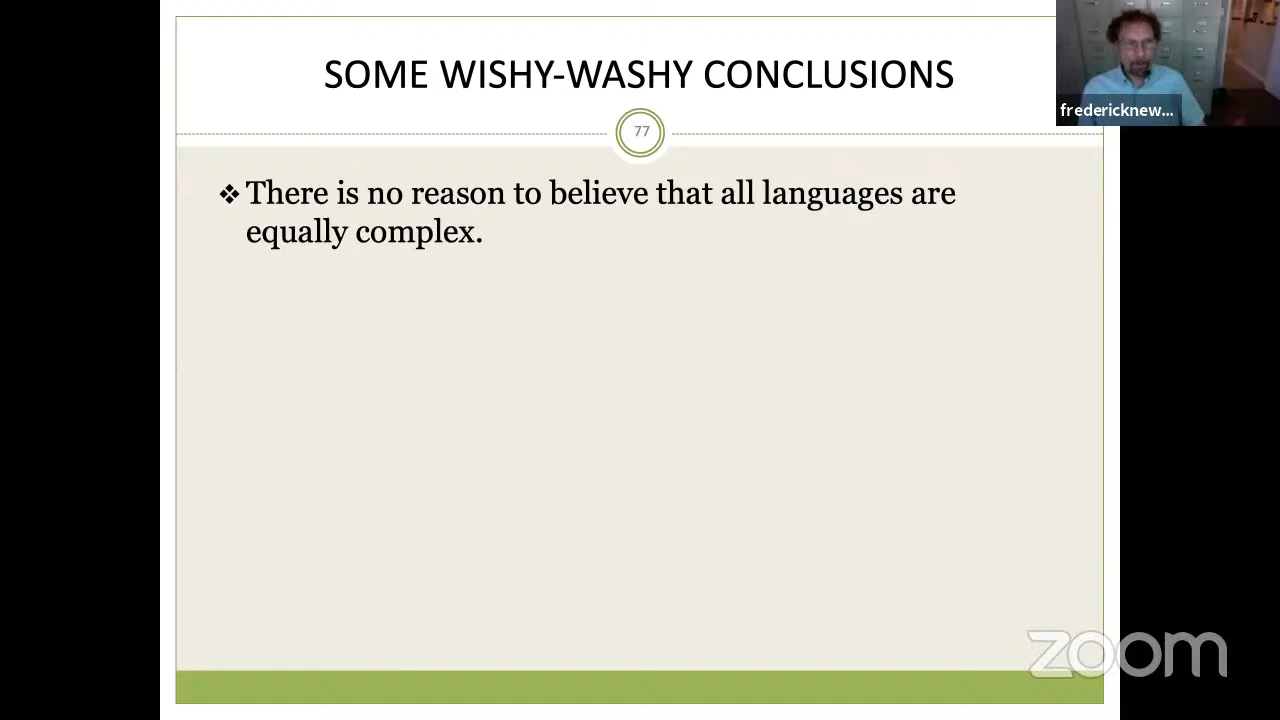 SOME WISHY-WASHY CONCLUSIONS
fredericknew...
77
❖ There is no reason to believe that all languages are
equally complex.
zoom